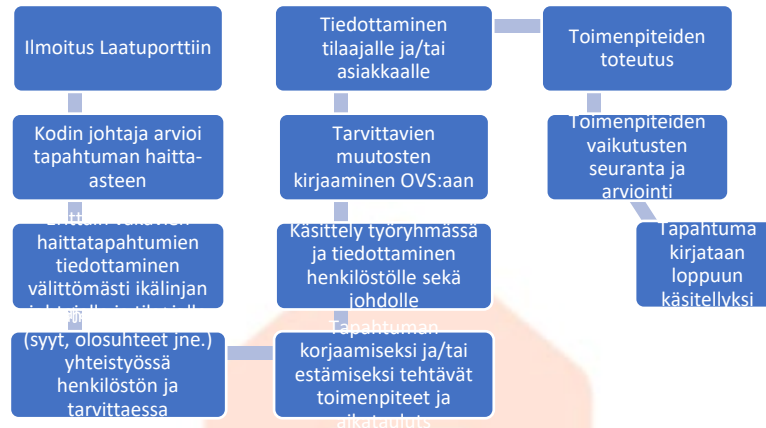 Ilmoitus Laatuporttiin
Kodin johtaja arvioi
tapahtuman haitta-
asteen
haittatapahtumien
tiedottaminen
välittömästi ikälinjan
(syyt, olosuhteet jne.)
yhteistyössä
henkilöstön ja
tarvittaessa
Tapahtuman
korjaamiseksi ja/tai
estämiseksi tehtävät
toimenpiteet ja
Käsittely työryhmässä
ja tiedottaminen
henkilöstölle sekä
johdolle
Tarvittavien
muutosten
kirjaaminen OVS:aan
Tiedottaminen
tilaajalle ja/tai
asiakkaalle
Toimenpiteiden
toteutus
Toimenpiteiden
vaikutusten
seuranta ja
arviointi
Tapahtuma
kirjataan
loppuun
käsitellyksi